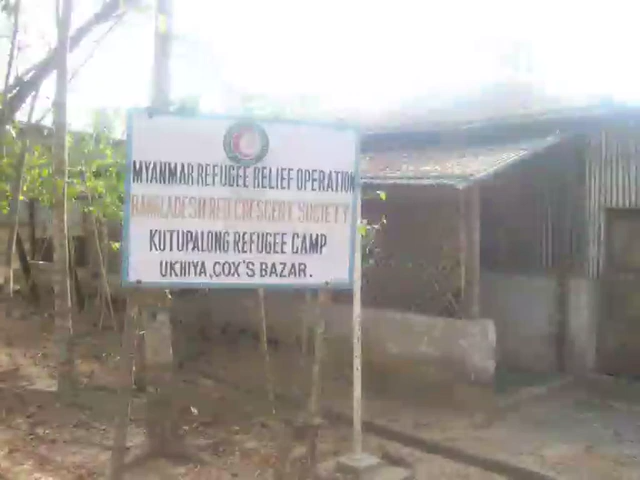 MYANMAR REFUGEE RELIEF OPERATION
BANGLADESH RED CRESCENT SOCIETY
KUTUPALONG REFUGEE CAMP
UKHIYA, COX'S BAZAR.